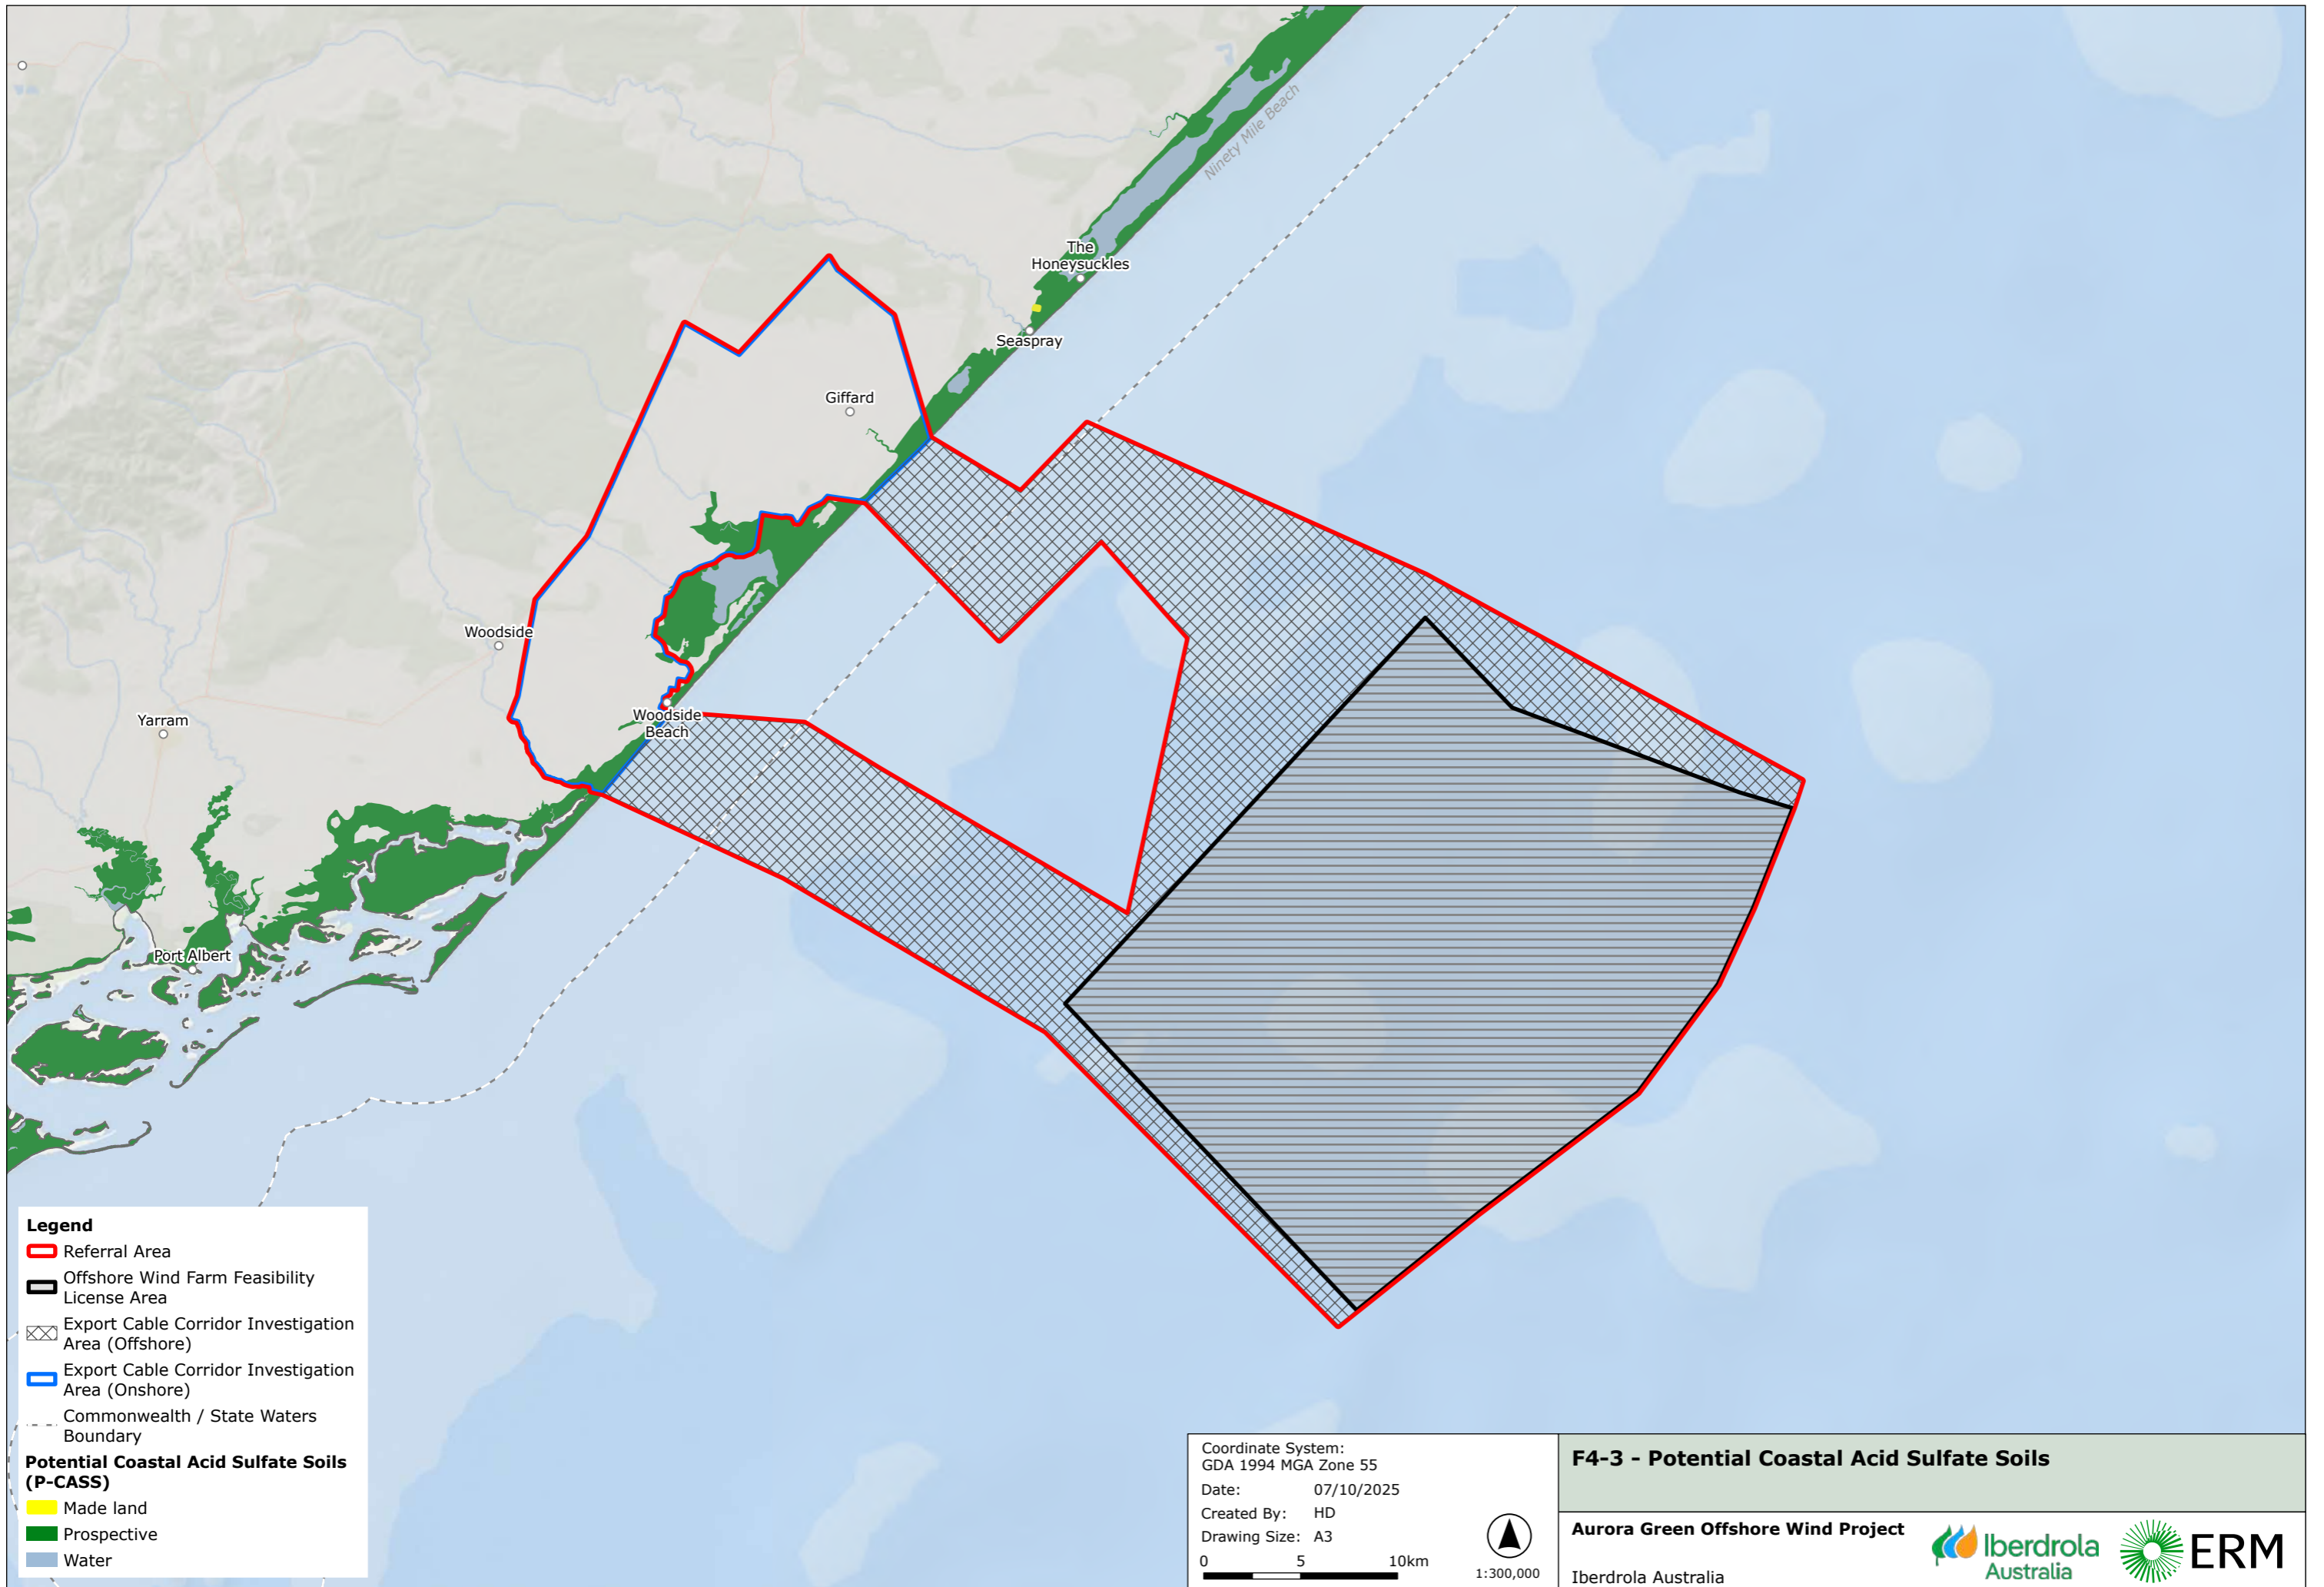 Ninety Mile Beach
The
Honeysuckles
Seaspray
Giffard
Woodside
Woodside
Beach
Yarram
Port Albert
Legend
Referral Area
Offshore Wind Farm Feasibility
License Area
Export Cable Corridor Investigation
Area (Offshore)
Export Cable Corridor Investigation
Area (Onshore)
Commonwealth / State Waters
Boundary
Potential Coastal Acid Sulfate Soils
(P-CASS)
Made land
Prospective
Water
Coordinate System:
GDA 1994 MGA Zone 55
Date: 07/10/2025
Created By: HD
Drawing Size: A3
0 5 10km
1:300,000
F4-3 - Potential Coastal Acid Sulfate Soils
Aurora Green Offshore Wind Project
Iberdrola Australia
Iberdrola
Australia
ERM